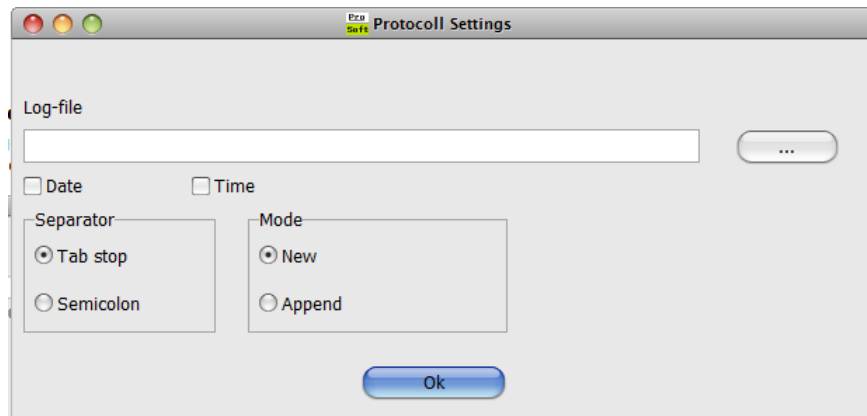 Pro
Soft
Protocoll Settings
Log-file
...
Date Time
Separator Mode
Tab stop New
Semicolon Append
Ok